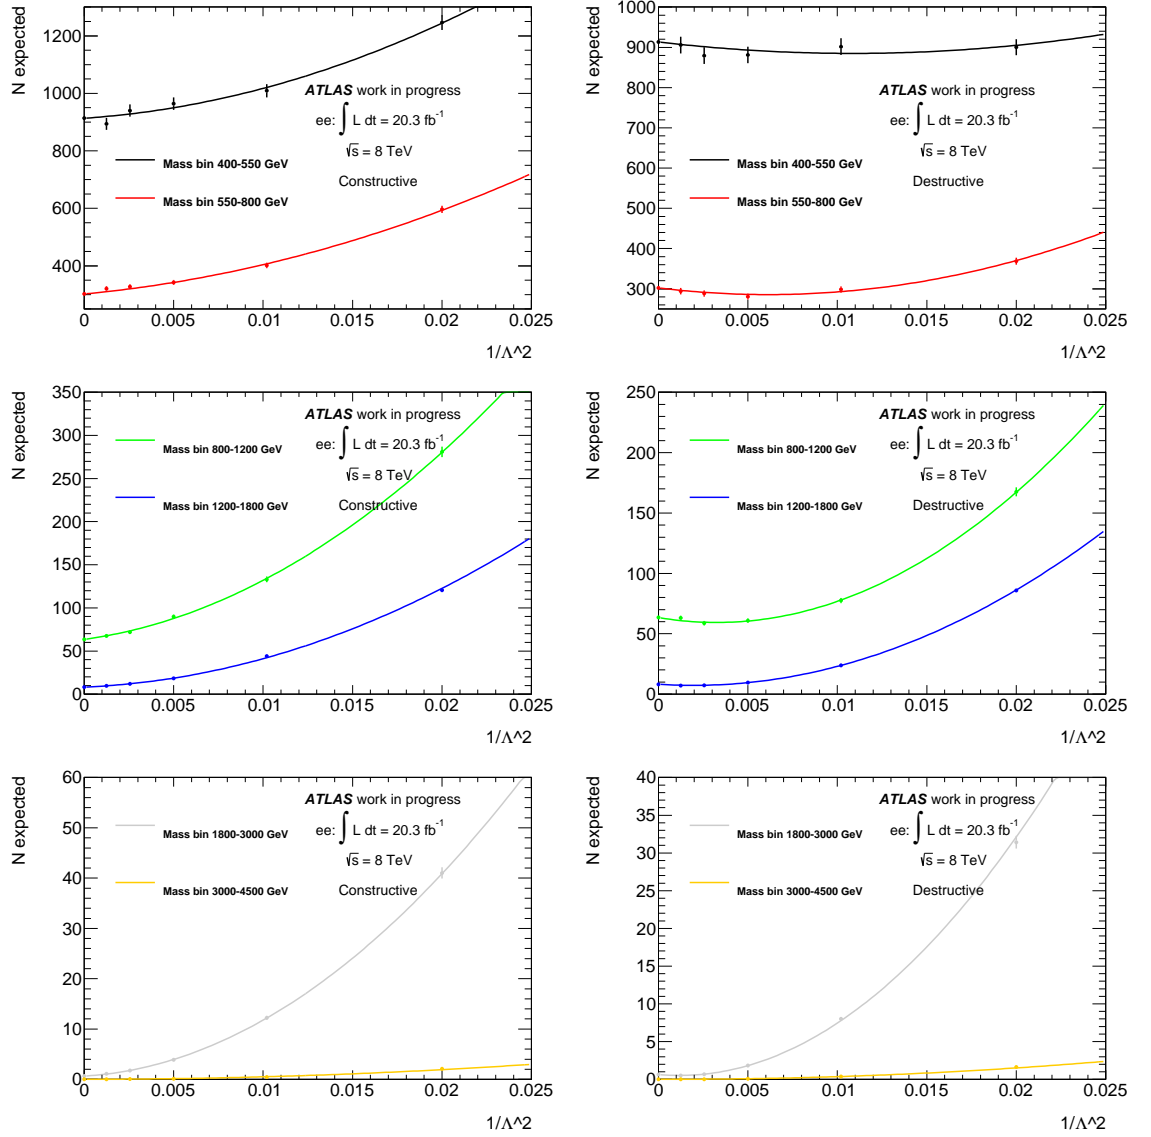 N expected
1200
1000
800
600
400
0 0.005 0.01 0.015 0.02 0.025
1/Λ^2
ATLAS work in progress
ee: ∫ L dt = 20.3 fb⁻¹
√s = 8 TeV
Constructive
Mass bin 400-550 GeV
Mass bin 550-800 GeV
N expected
1000
900
800
700
600
500
400
300
0 0.005 0.01 0.015 0.02 0.025
1/Λ^2
ATLAS work in progress
ee: ∫ L dt = 20.3 fb⁻¹
√s = 8 TeV
Destructive
Mass bin 400-550 GeV
Mass bin 550-800 GeV
N expected
350
300
250
200
150
100
50
0
0 0.005 0.01 0.015 0.02 0.025
1/Λ^2
ATLAS work in progress
ee: ∫ L dt = 20.3 fb⁻¹
√s = 8 TeV
Constructive
Mass bin 800-1200 GeV
Mass bin 1200-1800 GeV
N expected
250
200
150
100
50
0
0 0.005 0.01 0.015 0.02 0.025
1/Λ^2
ATLAS work in progress
ee: ∫ L dt = 20.3 fb⁻¹
√s = 8 TeV
Destructive
Mass bin 800-1200 GeV
Mass bin 1200-1800 GeV
N expected
60
50
40
30
20
10
0
0 0.005 0.01 0.015 0.02 0.025
1/Λ^2
ATLAS work in progress
ee: ∫ L dt = 20.3 fb⁻¹
√s = 8 TeV
Constructive
Mass bin 1800-3000 GeV
Mass bin 3000-4500 GeV
N expected
40
35
30
25
20
15
10
5
0
0 0.005 0.01 0.015 0.02 0.025
1/Λ^2
ATLAS work in progress
ee: ∫ L dt = 20.3 fb⁻¹
√s = 8 TeV
Destructive
Mass bin 1800-3000 GeV
Mass bin 3000-4500 GeV